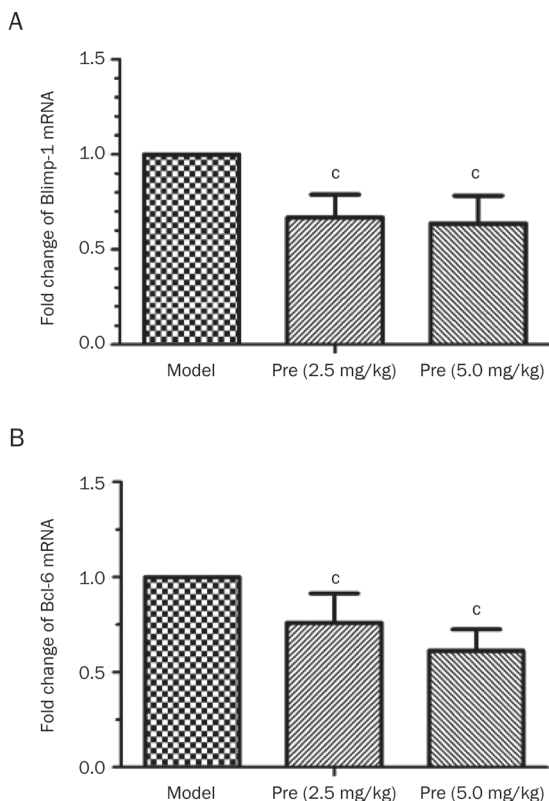 A
Fold change of Blimp-1 mRNA
1.5
1.0
0.5
0.0
c
c
Model
Pre (2.5 mg/kg)
Pre (5.0 mg/kg)
B
Fold change of Bcl-6 mRNA
1.5
1.0
0.5
0.0
c
c
Model
Pre (2.5 mg/kg)
Pre (5.0 mg/kg)